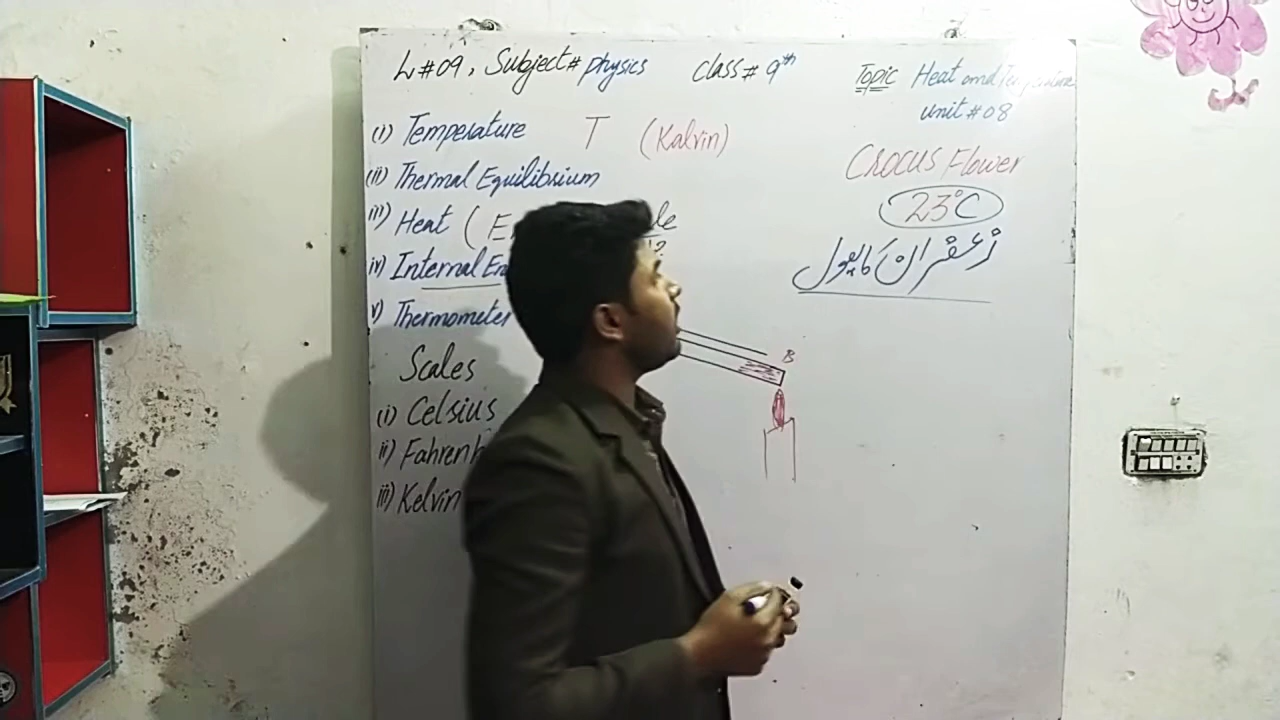 L#09, Subject# physics class# 9th Topic Heat and Temperature
unit#08
(i) Temperature T (Kalvin)
Crocus Flower
(ii) Thermal Equilibrium
23°C
iii) Heat (
iv) Internal
زعفران کا پھول
v) Thermometer
B
Scales
(i) Celsius
ii)
iii) Kelvin